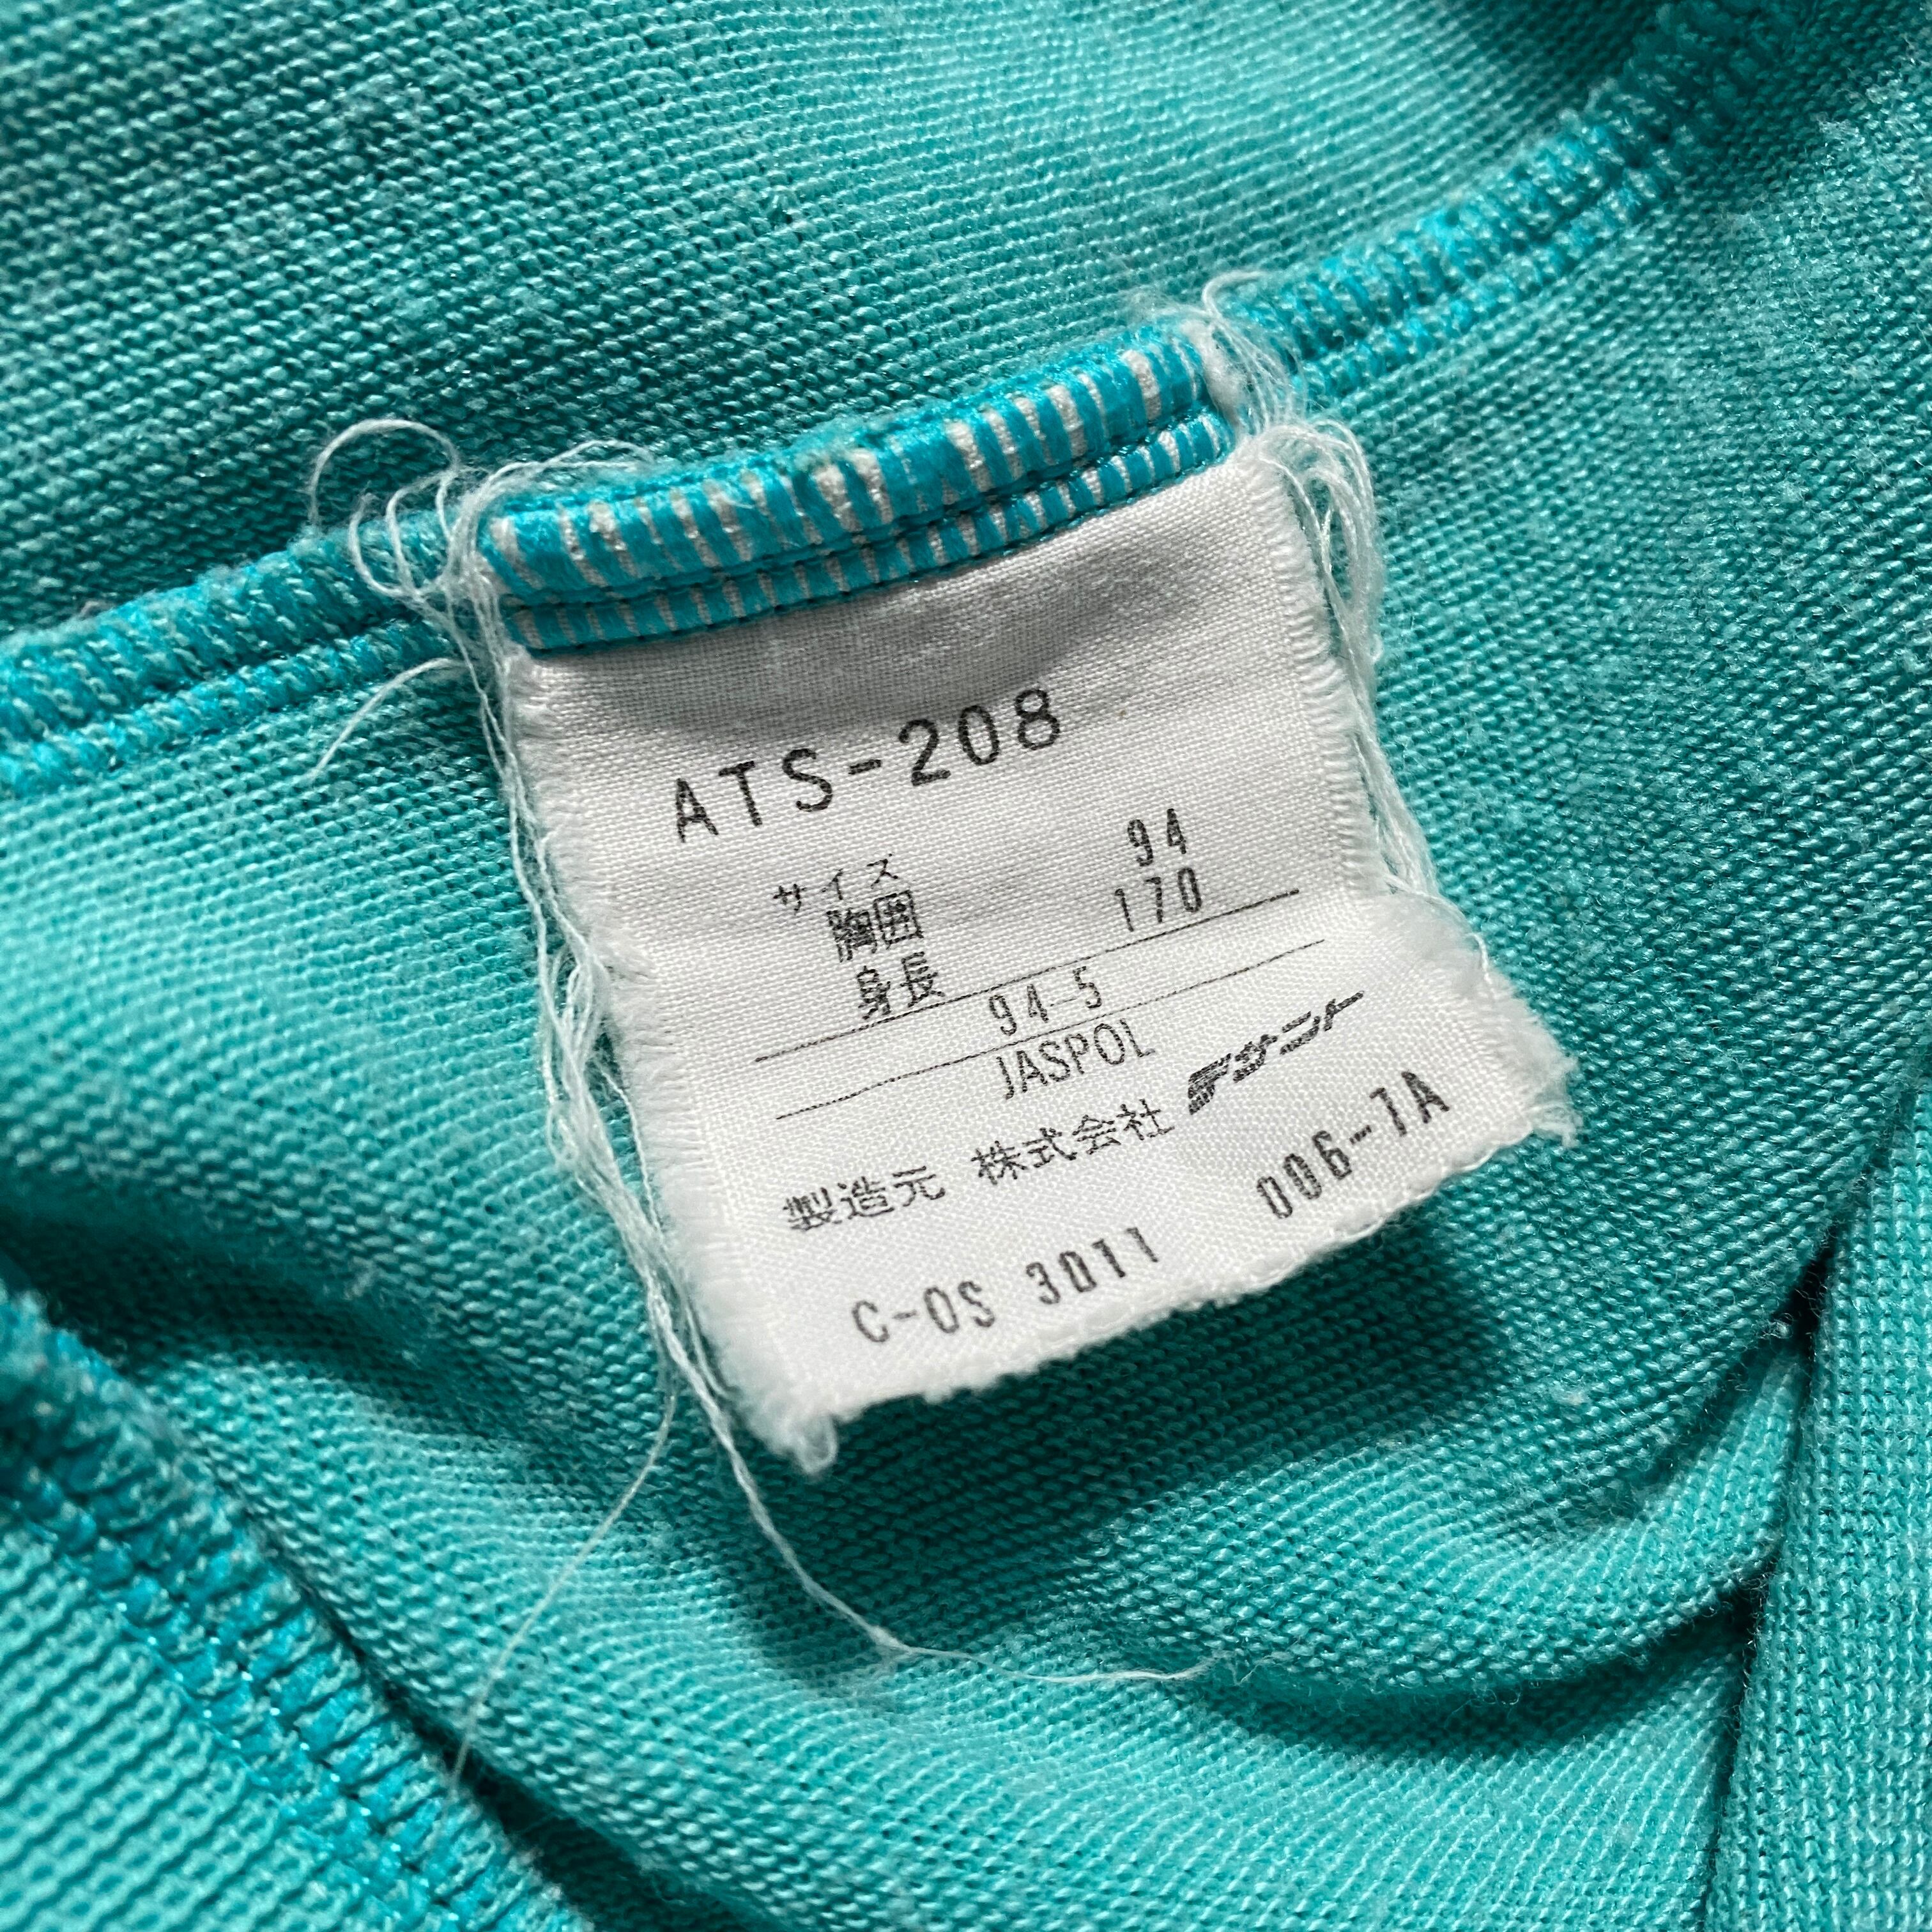 ATS-208
サイズ
胸囲 94
身長 170
94-5
JASPOL
製造元 株式会社 デサント
C-OS 3011 006-7A